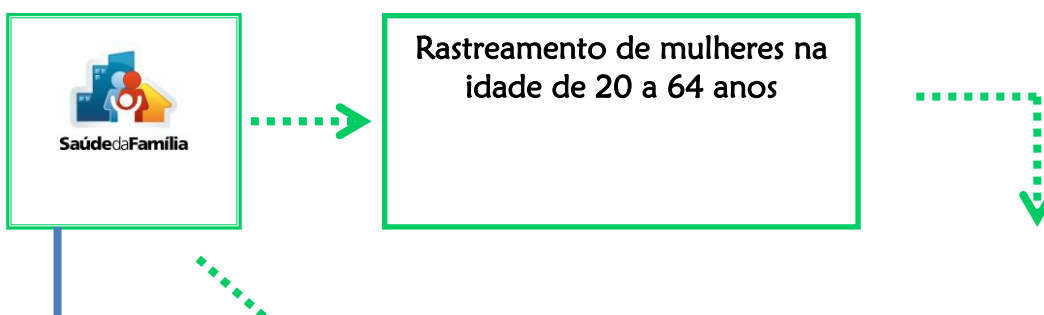 Rastreamento de mulheres na
idade de 20 a 64 anos
SaúdedaFamília